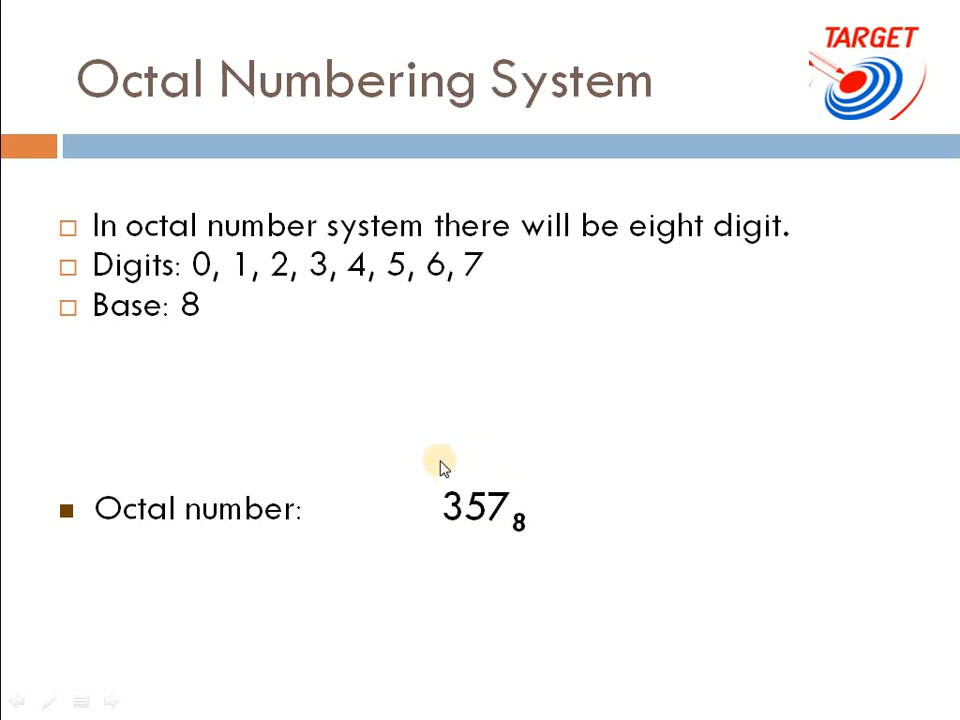 Octal Numbering System
TARGET
In octal number system there will be eight digit.
Digits: 0, 1, 2, 3, 4, 5, 6, 7
Base: 8
Octal number: 357₈